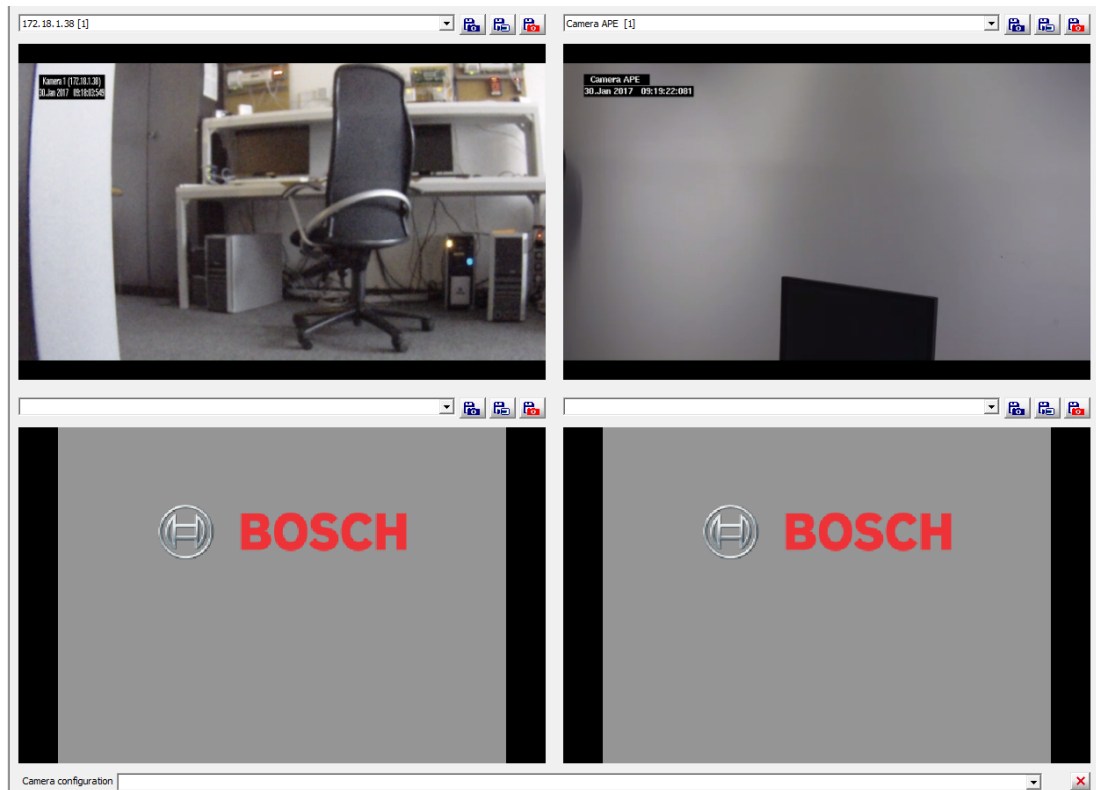 172.18.1.38 [1]
Camera APE [1]
Kamera 1 (172.18.1.38)
30.Jan 2017 09:18:03:549
Camera APE
30.Jan 2017 09:19:22:081
BOSCH
BOSCH
Camera configuration